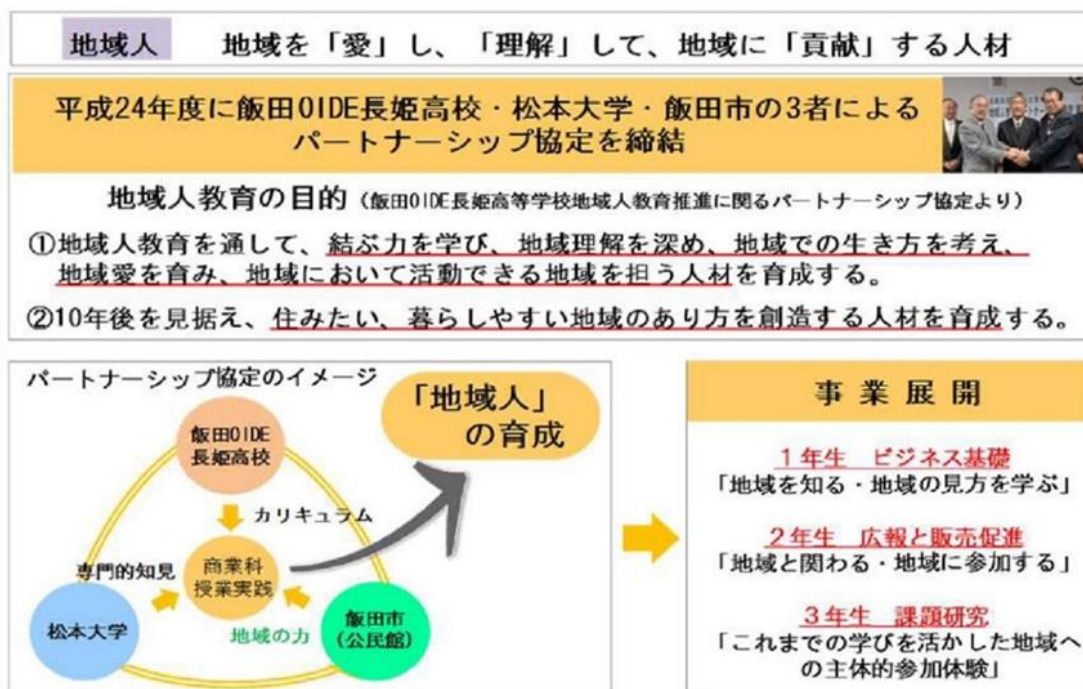 地域人 地域を「愛」し、「理解」して、地域に「貢献」する人材
平成24年度に飯田OIDE長姫高校・松本大学・飯田市の3者による
パートナーシップ協定を締結
地域人教育の目的(飯田OIDE長姫高等学校地域人教育推進に関るパートナーシップ協定より)
①地域人教育を通して、結ぶ力を学び、地域理解を深め、地域での生き方を考え、
地域愛を育み、地域において活動できる地域を担う人材を育成する。
②10年後を見据え、住みたい、暮らしやすい地域のあり方を創造する人材を育成する。
パートナーシップ協定のイメージ
「地域人」
の育成
飯田OIDE
長姫高校
カリキュラム
専門的知見
商業科
授業実践
松本大学
地域の力
飯田市
(公民館)
事業展開
1年生 ビジネス基礎
「地域を知る・地域の見方を学ぶ」
2年生 広報と販売促進
「地域と関わる・地域に参加する」
3年生 課題研究
「これまでの学びを活かした地域へ
の主体的参加体験」